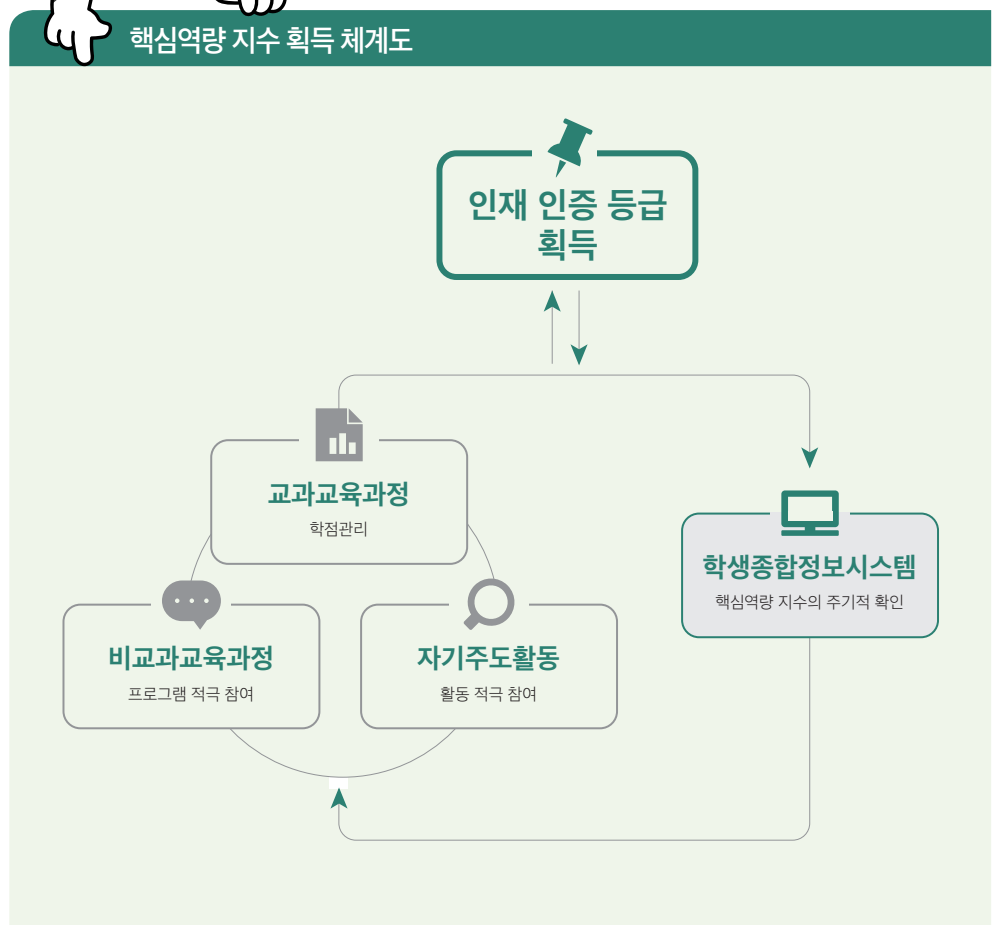 핵심역량 지수 획득 체계도
인재 인증 등급
획득
교과교육과정
학점관리
학생종합정보시스템
핵심역량 지수의 주기적 확인
비교과교육과정
프로그램 적극 참여
자기주도활동
활동 적극 참여